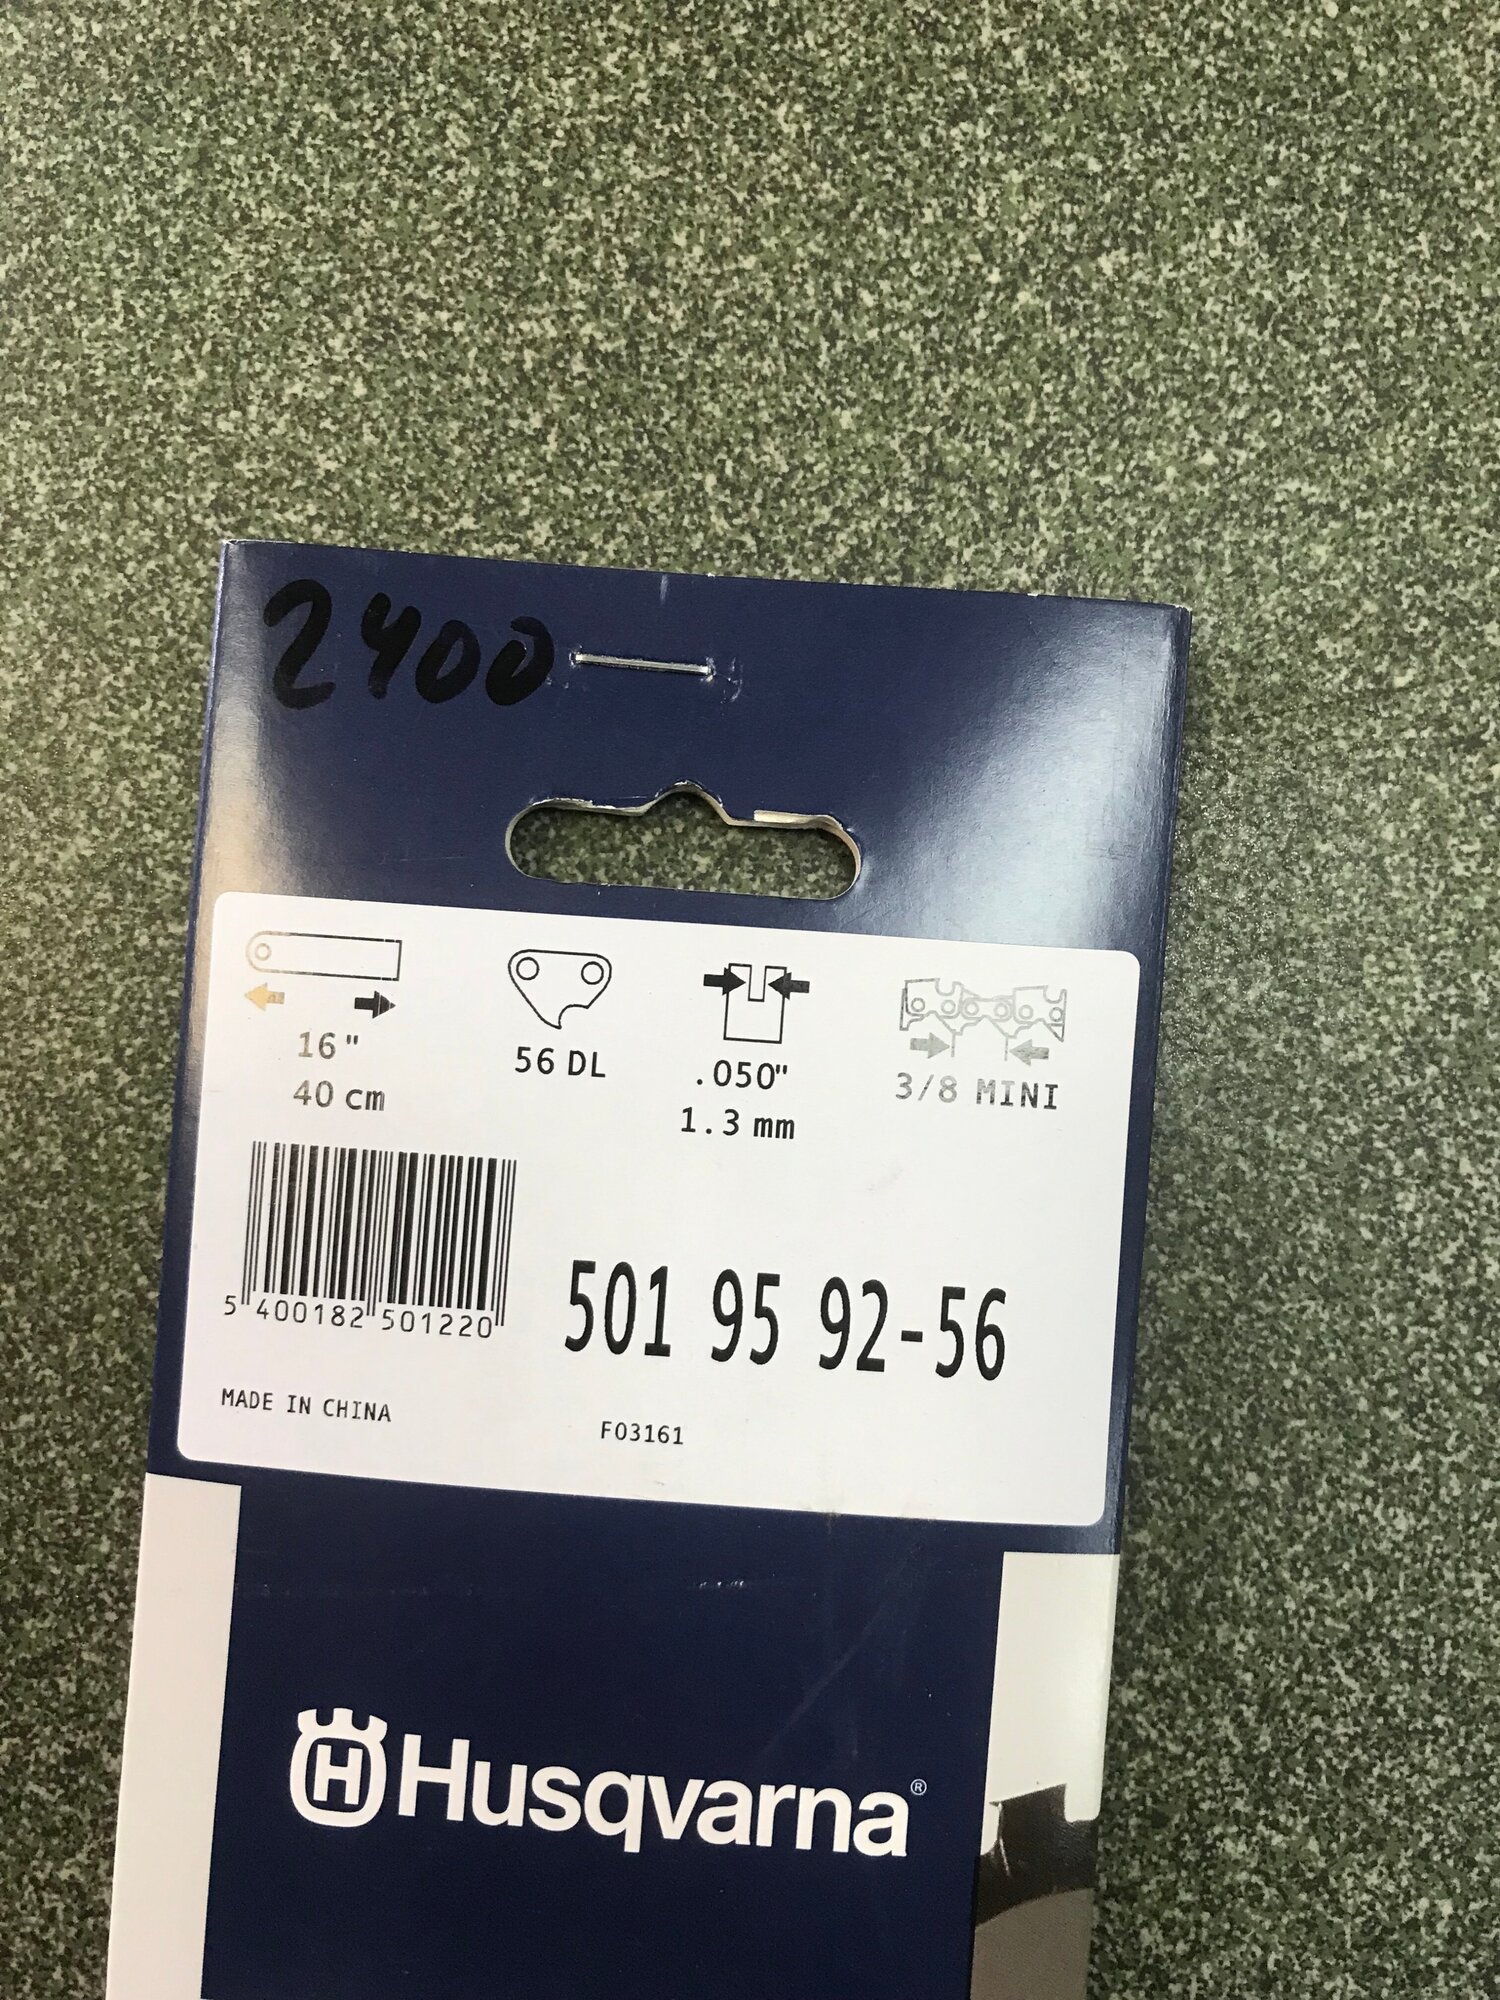 2400
16" 56 DL .050" 3/8 MINI
40 cm 1.3 mm
5 400182 501220
501 95 92-56
MADE IN CHINA F03161
H Husqvarna®